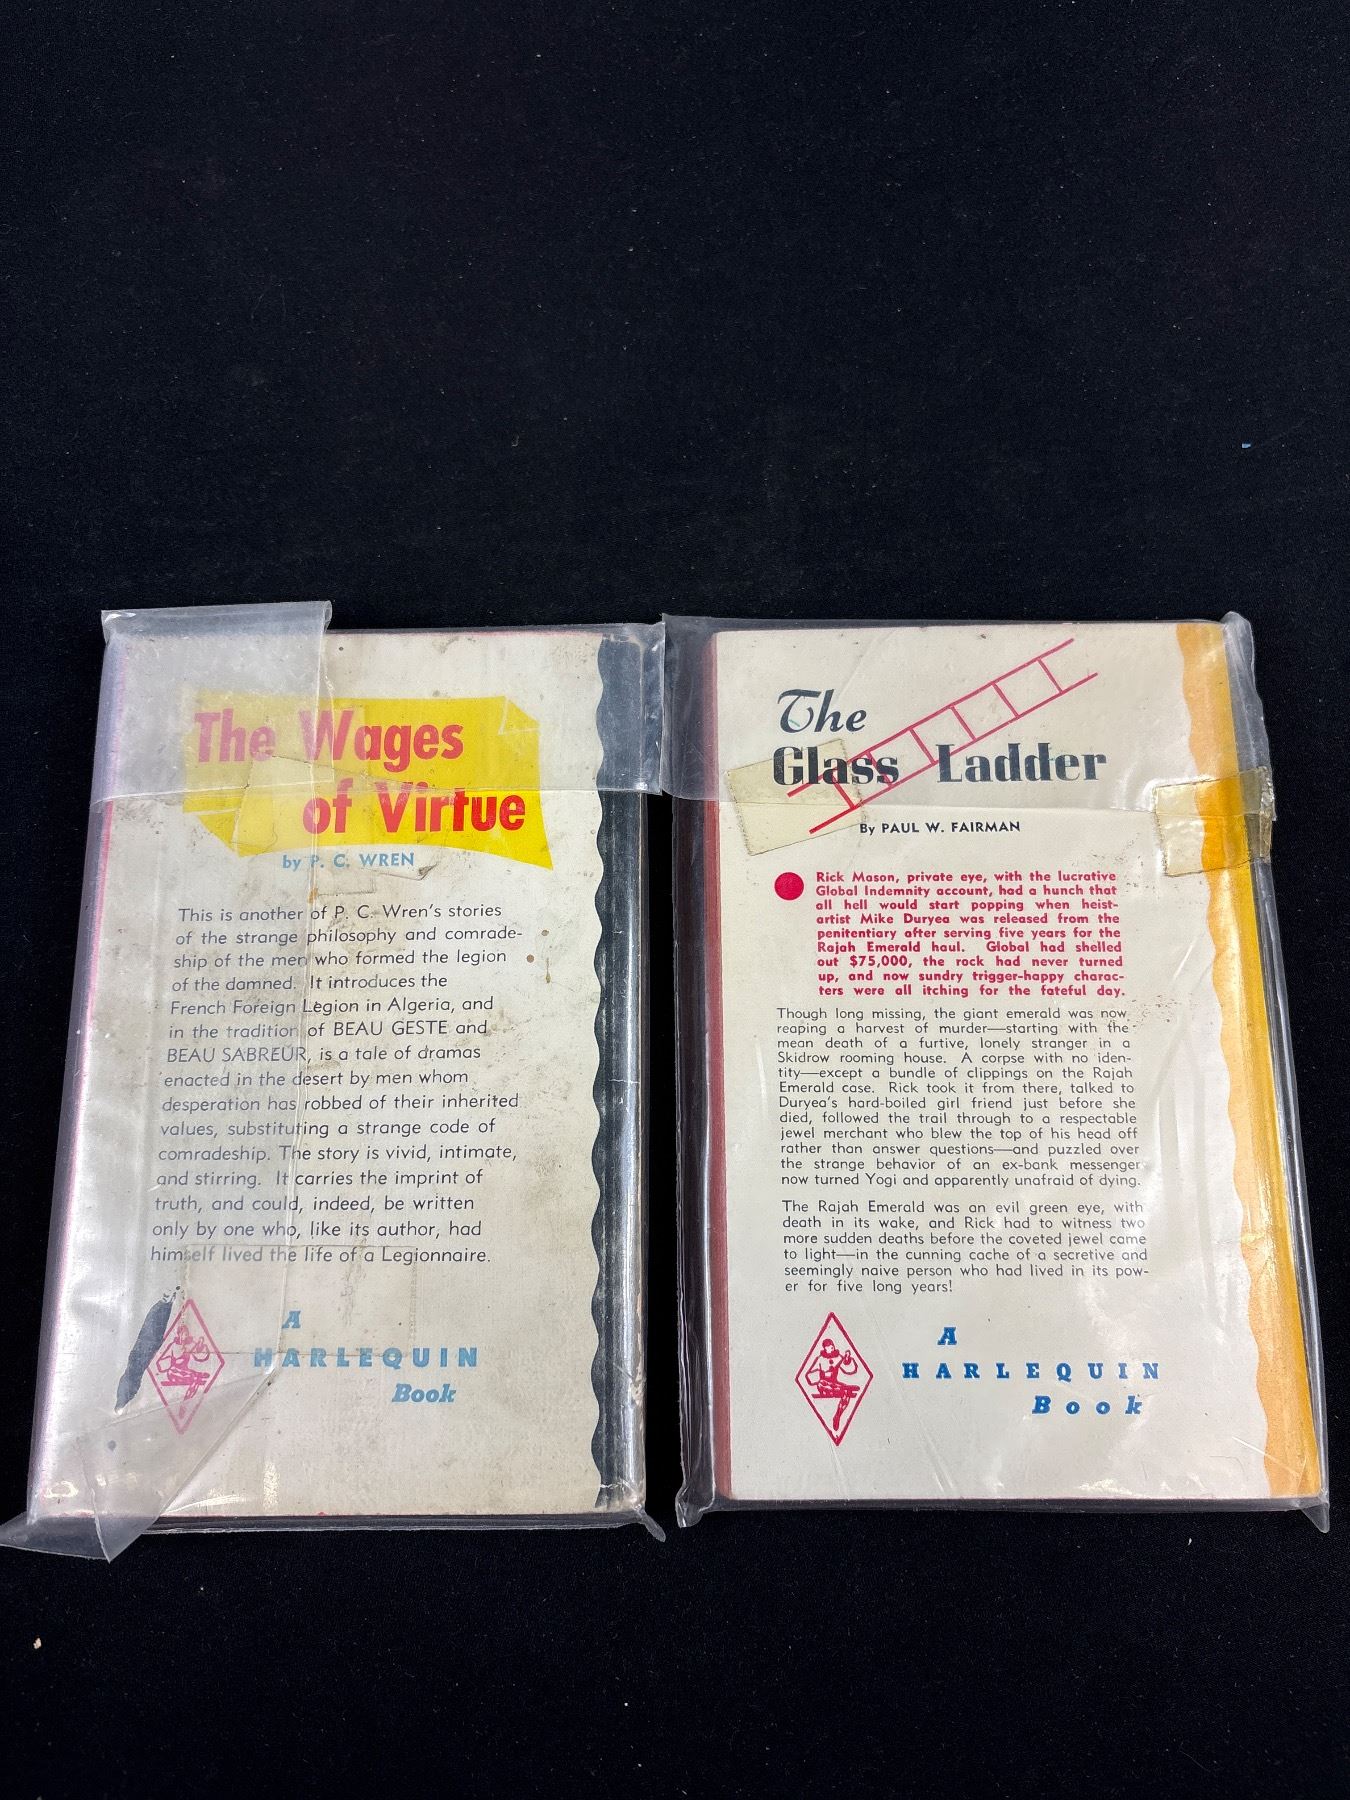 The Wages
of Virtue
by P. C. WREN
This is another of P. C. Wren's stories
of the strange philosophy and comrade-
ship of the men who formed the legion
of the damned. It introduces the
French Foreign Legion in Algeria, and
in the tradition of BEAU GESTE and
BEAU SABREUR, is a tale of dramas
enacted in the desert by men whom
desperation has robbed of their inherited
values, substituting a strange code of
comradeship. The story is vivid, intimate,
and stirring. It carries the imprint of
truth, and could, indeed, be written
only by one who, like its author, had
himself lived the life of a Legionnaire.
A
HARLEQUIN
Book
The
Glass Ladder
By PAUL W. FAIRMAN
Rick Mason, private eye, with the lucrative
Global Indemnity account, had a hunch that
all hell would start popping when heist-
artist Mike Duryea was released from the
penitentiary after serving five years for the
Rajah Emerald haul. Global had shelled
out $75,000, the rock had never turned
up, and now sundry trigger-happy charac-
ters were all itching for the fateful day.
Though long missing, the giant emerald was now
reaping a harvest of murder—starting with the
mean death of a furtive, lonely stranger in a
Skidrow rooming house. A corpse with no iden-
tity—except a bundle of clippings on the Rajah
Emerald case. Rick took it from there, talked to
Duryea's hard-boiled girl friend just before she
died, followed the trail through to a respectable
jewel merchant who blew the top of his head off
rather than answer questions—and puzzled over
the strange behavior of an ex-bank messenger
now turned Yogi and apparently unafraid of dying.
The Rajah Emerald was an evil green eye, with
death in its wake, and Rick had to witness two
more sudden deaths before the coveted jewel came
to light—in the cunning cache of a secretive and
seemingly naive person who had lived in its pow-
er for five long years!
A
HARLEQUIN
Book